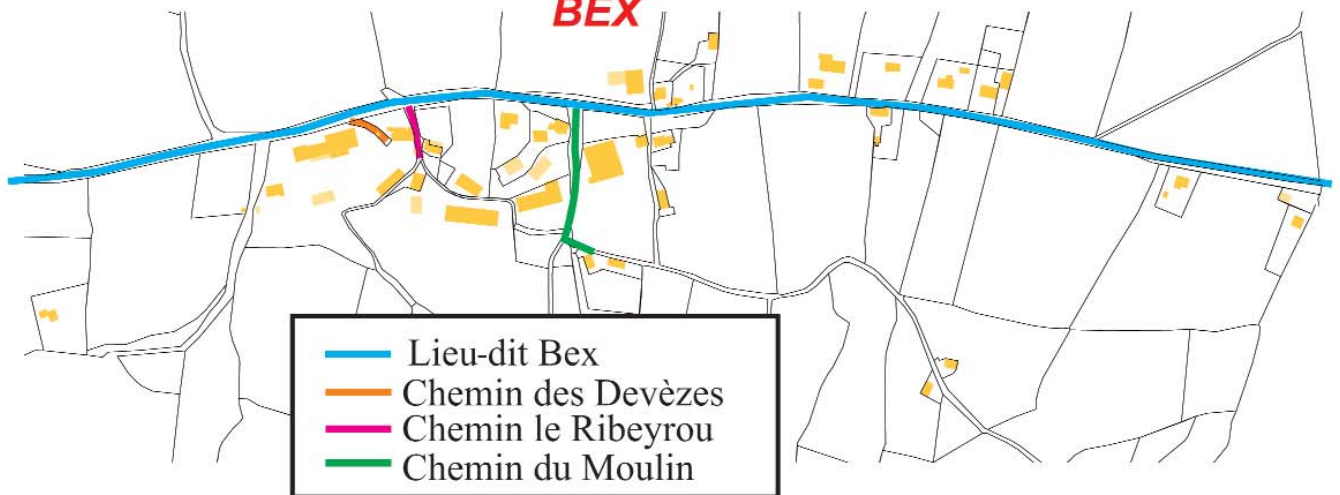 BEX
Lieu-dit Bex
Chemin des Devèzes
Chemin le Ribeyrou
Chemin du Moulin